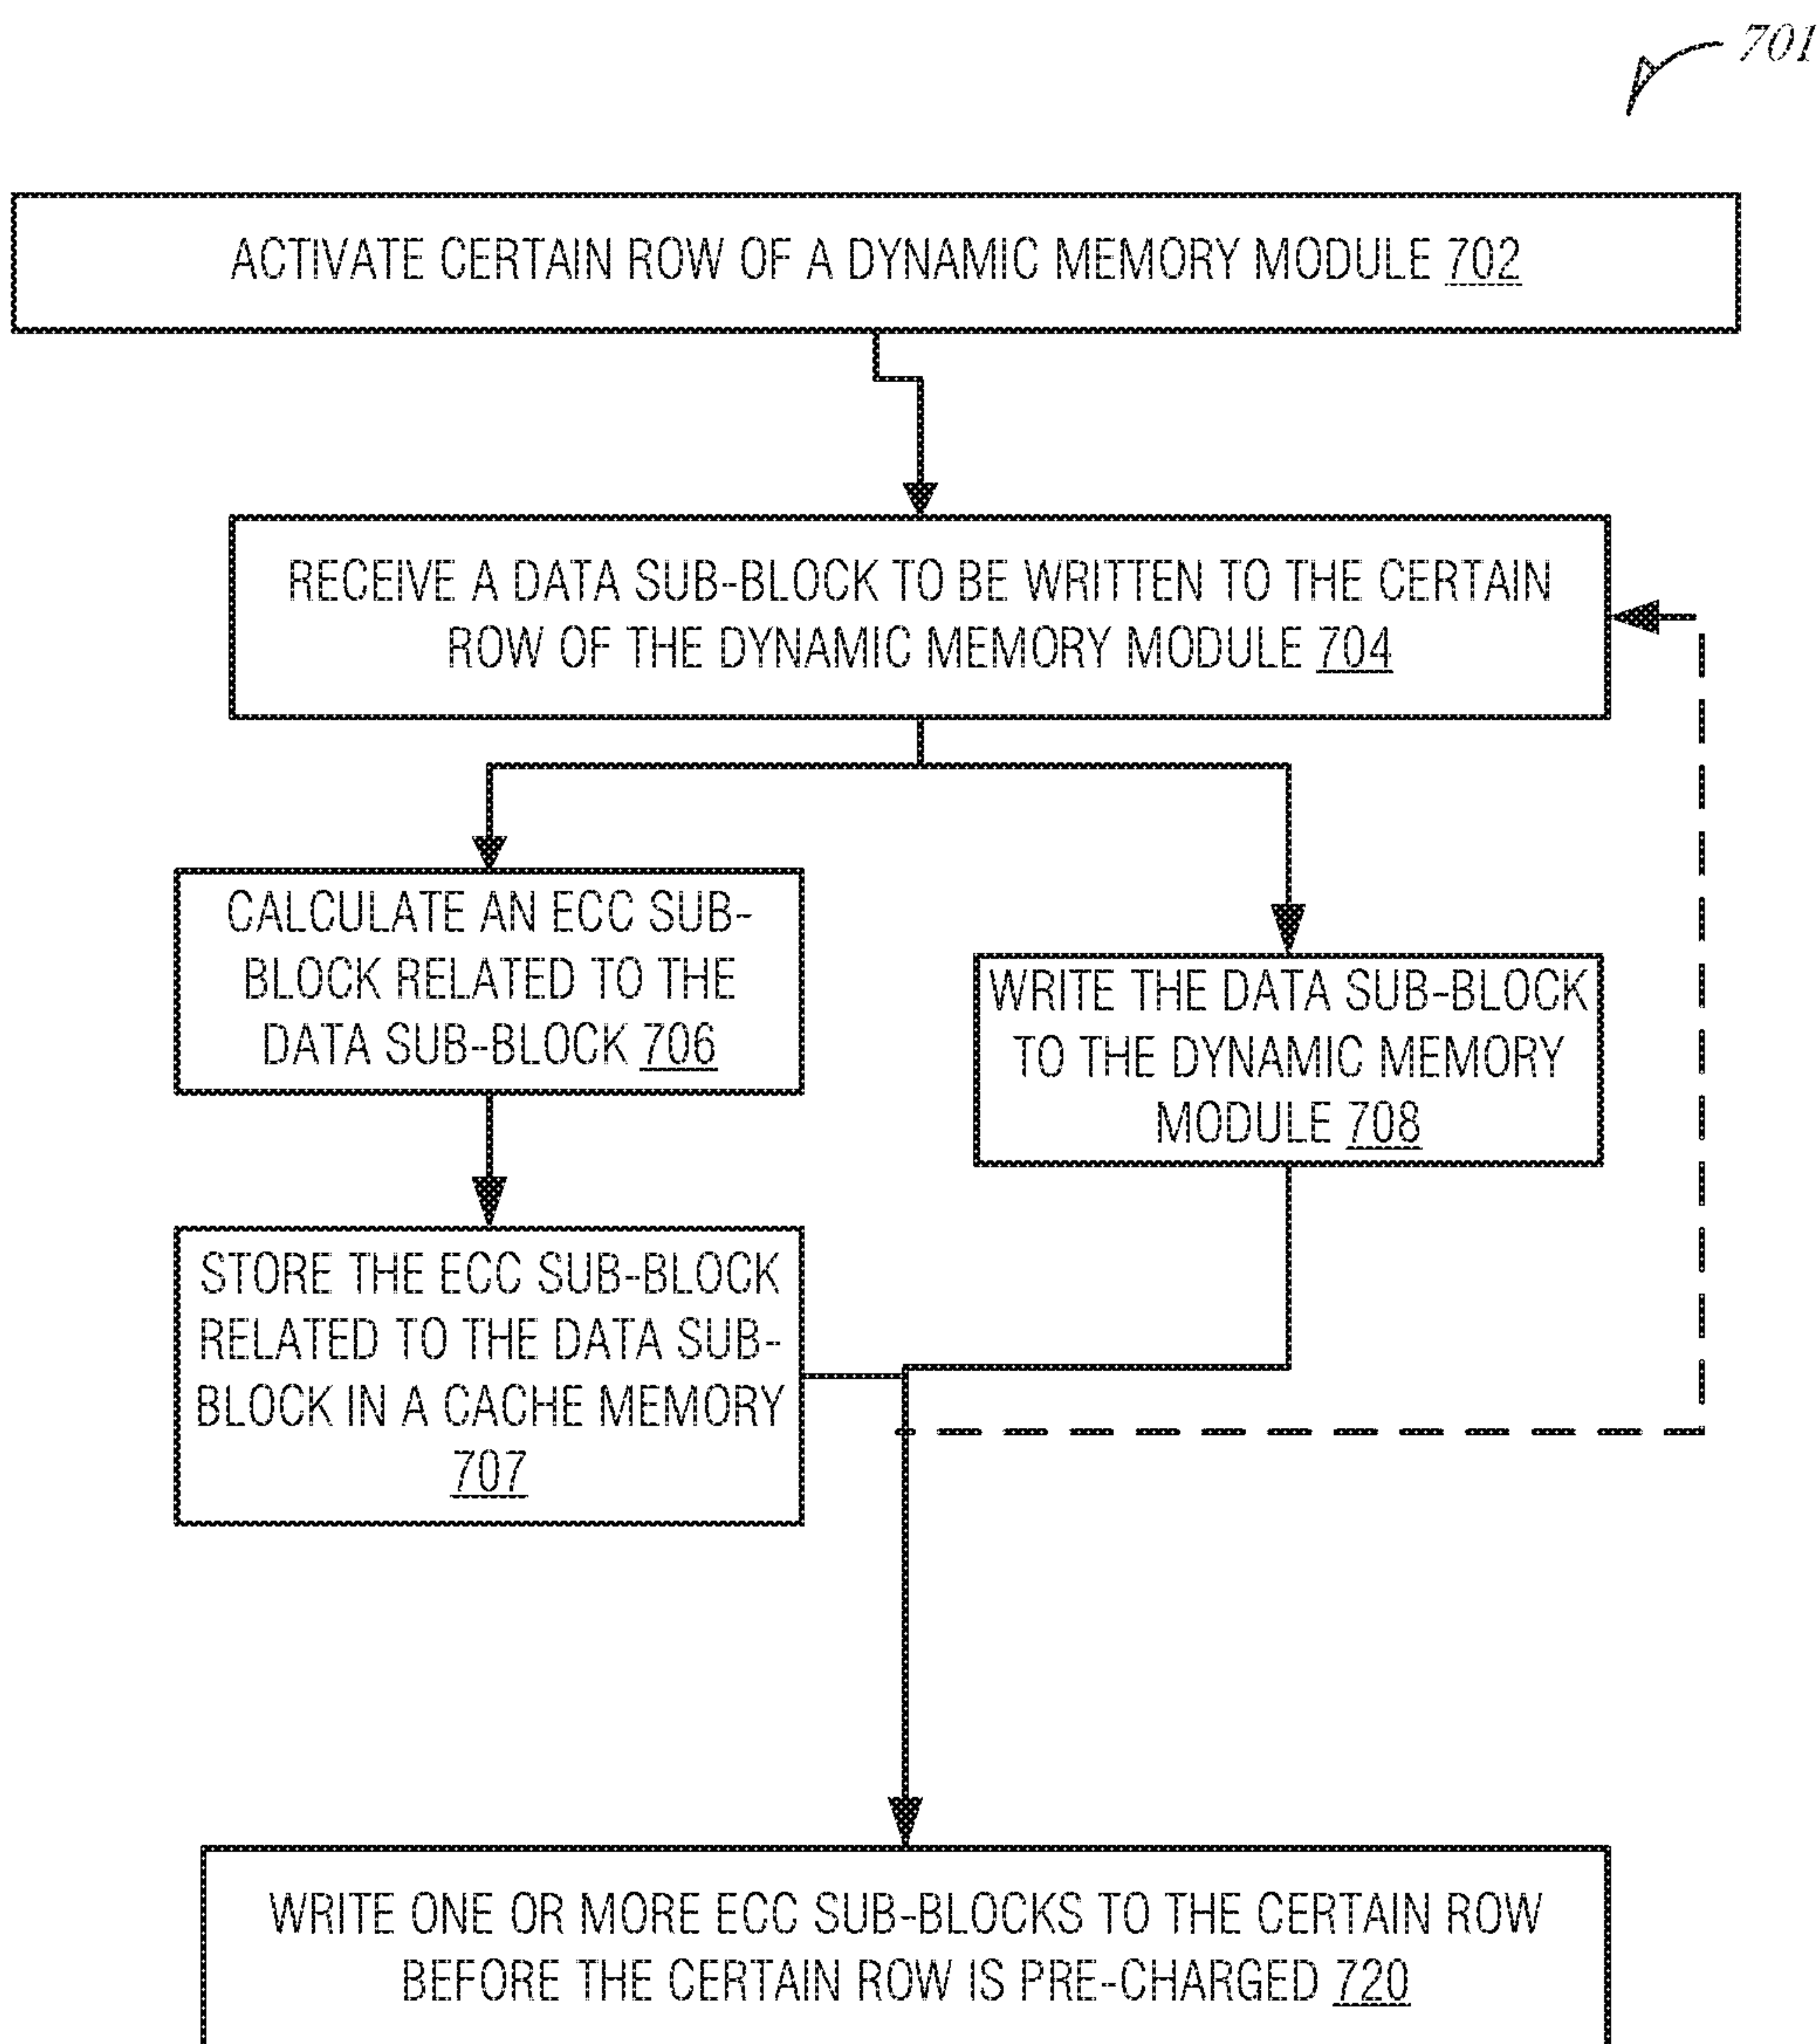 701
ACTIVATE CERTAIN ROW OF A DYNAMIC MEMORY MODULE 702
RECEIVE A DATA SUB-BLOCK TO BE WRITTEN TO THE CERTAIN
ROW OF THE DYNAMIC MEMORY MODULE 704
CALCULATE AN ECC SUB-
BLOCK RELATED TO THE
DATA SUB-BLOCK 706
WRITE THE DATA SUB-BLOCK
TO THE DYNAMIC MEMORY
MODULE 708
STORE THE ECC SUB-BLOCK
RELATED TO THE DATA SUB-
BLOCK IN A CACHE MEMORY
707
WRITE ONE OR MORE ECC SUB-BLOCKS TO THE CERTAIN ROW
BEFORE THE CERTAIN ROW IS PRE-CHARGED 720